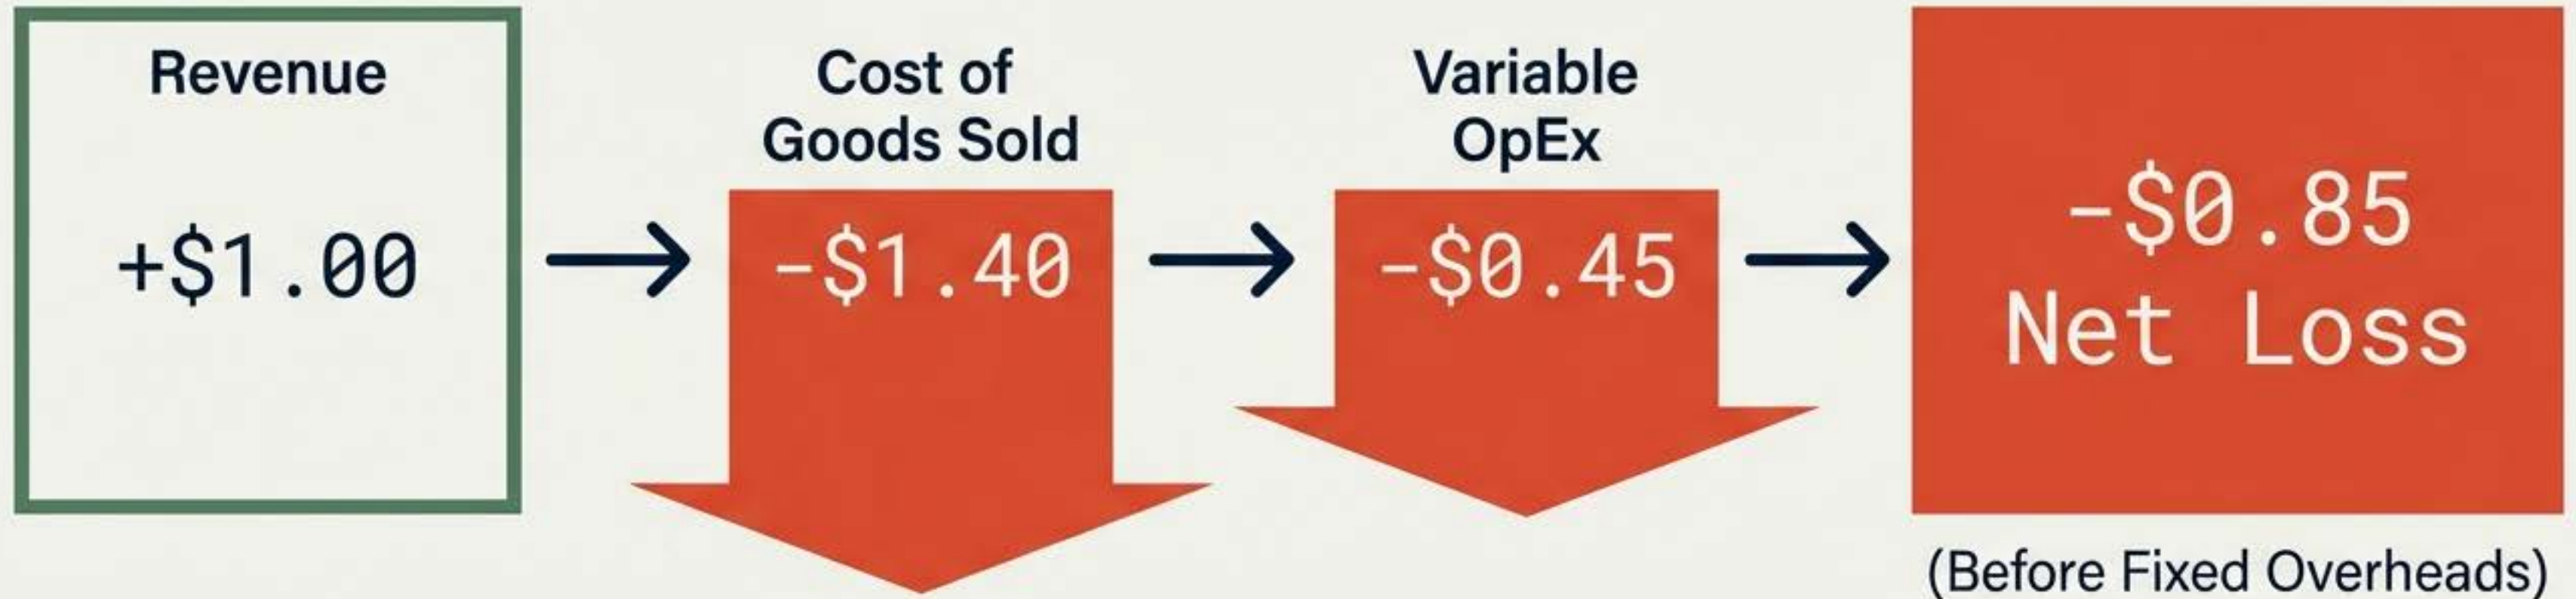 Revenue
+$1.00
Cost of
Goods Sold
-$1.40
Variable
OpEx
-$0.45
-$0.85
Net Loss
(Before Fixed Overheads)